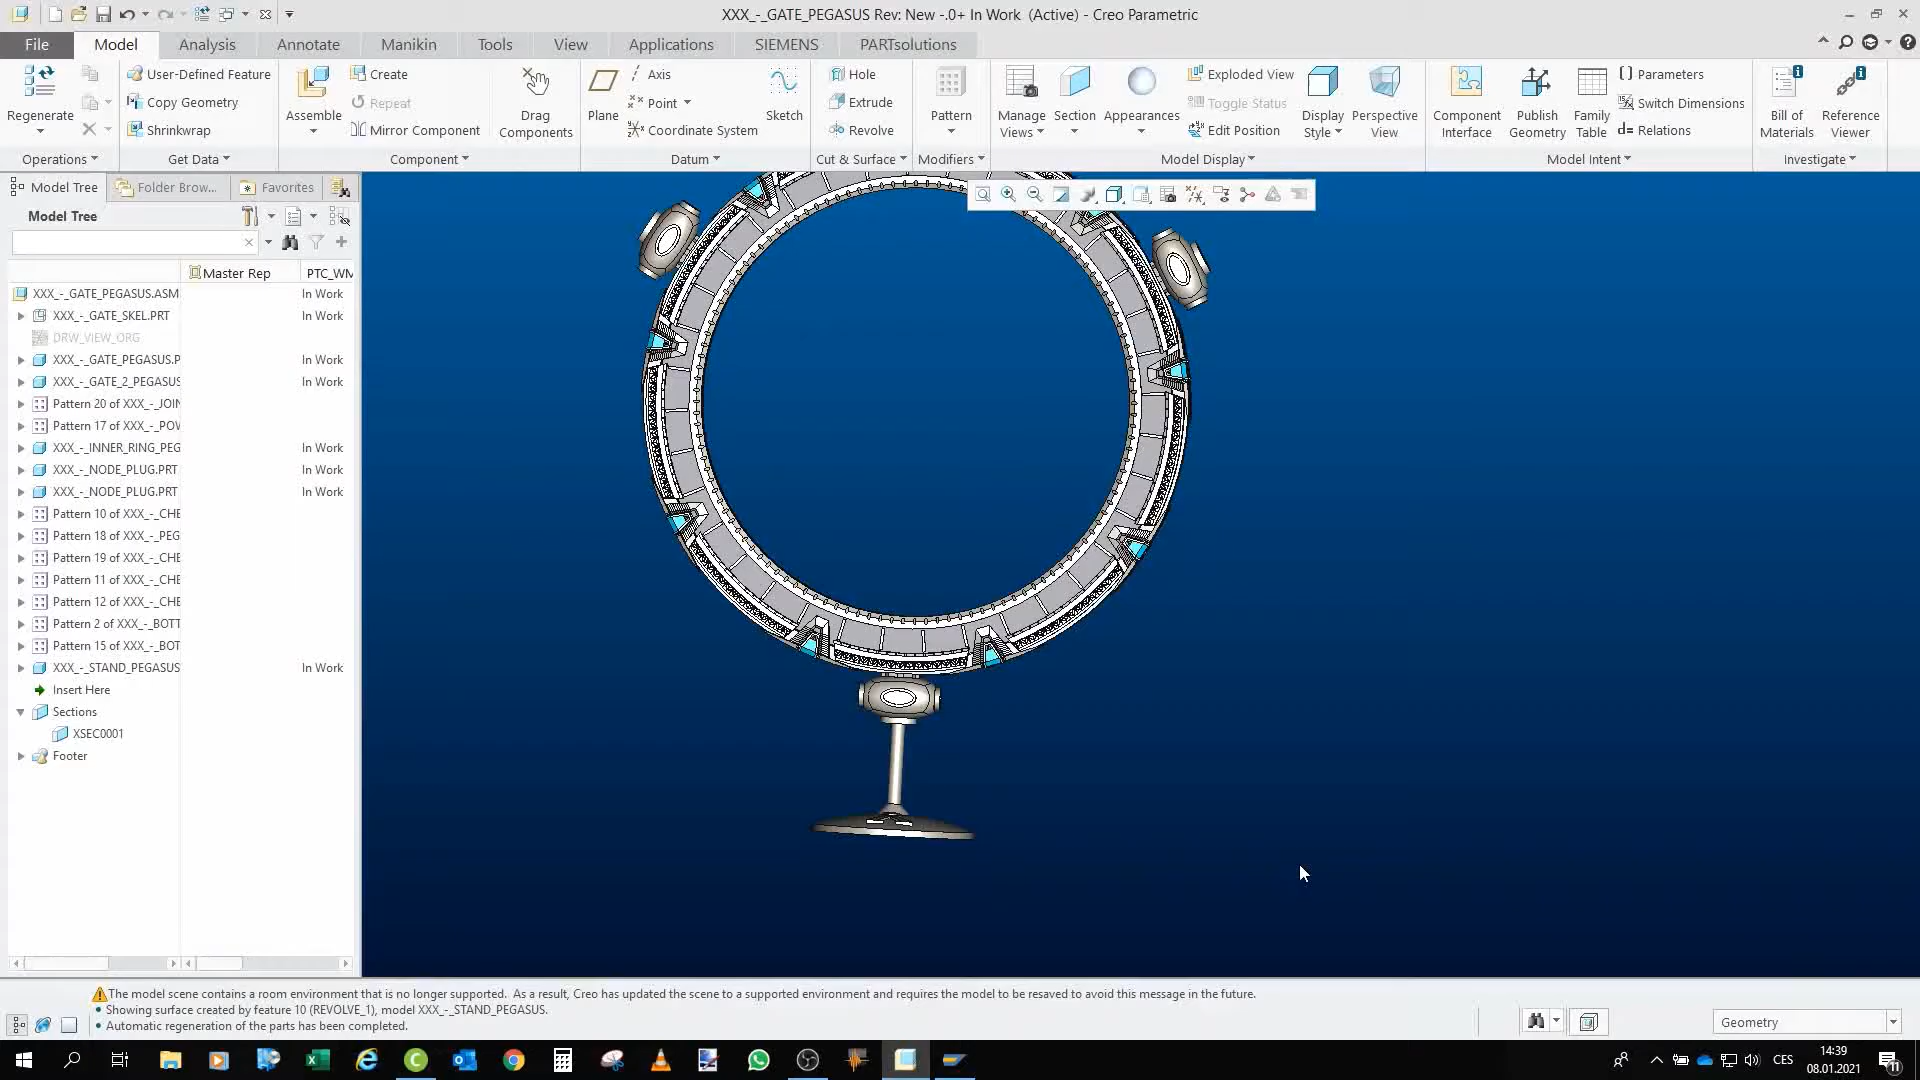 XXX_-_GATE_PEGASUS Rev: New -.0+ In Work (Active) - Creo Parametric
File Model Analysis Annotate Manikin Tools View Applications SIEMENS PARTsolutions
Regenerate
User-Defined Feature
Copy Geometry
Shrinkwrap
Assemble
Create
Repeat
Mirror Component
Drag
Components
Plane
Axis
Point
Coordinate System
Sketch
Hole
Extrude
Revolve
Pattern
Manage
Views
Section
Appearances
Exploded View
Toggle Status
Edit Position
Display
Style
Perspective
View
Component
Interface
Publish
Geometry
Family
Table
Parameters
Switch Dimensions
Relations
Bill of
Materials
Reference
Viewer
Operations Get Data Component Datum Cut & Surface Modifiers Model Display Model Intent Investigate
Model Tree Folder Brow... Favorites
Model Tree
Master Rep PTC_WM
XXX_-_GATE_PEGASUS.ASM In Work
XXX_-_GATE_SKEL.PRT In Work
DRW_VIEW_ORG
XXX_-_GATE_PEGASUS.P In Work
XXX_-_GATE_2_PEGASUS In Work
Pattern 20 of XXX_-_JOIN
Pattern 17 of XXX_-_POW
XXX_-_INNER_RING_PEG In Work
XXX_-_NODE_PLUG.PRT In Work
XXX_-_NODE_PLUG.PRT In Work
Pattern 10 of XXX_-_CHE
Pattern 18 of XXX_-_PEG
Pattern 19 of XXX_-_CHE
Pattern 11 of XXX_-_CHE
Pattern 12 of XXX_-_CHE
Pattern 2 of XXX_-_BOTT
Pattern 15 of XXX_-_BOT
XXX_-_STAND_PEGASUS In Work
Insert Here
Sections
XSEC0001
Footer
The model scene contains a room environment that is no longer supported. As a result, Creo has updated the scene to a supported environment and requires the model to be resaved to avoid this message in the future.
• Showing surface created by feature 10 (REVOLVE_1), model XXX_-_STAND_PEGASUS.
• Automatic regeneration of the parts has been completed.
Geometry
CES
14:39
08.01.2021
11